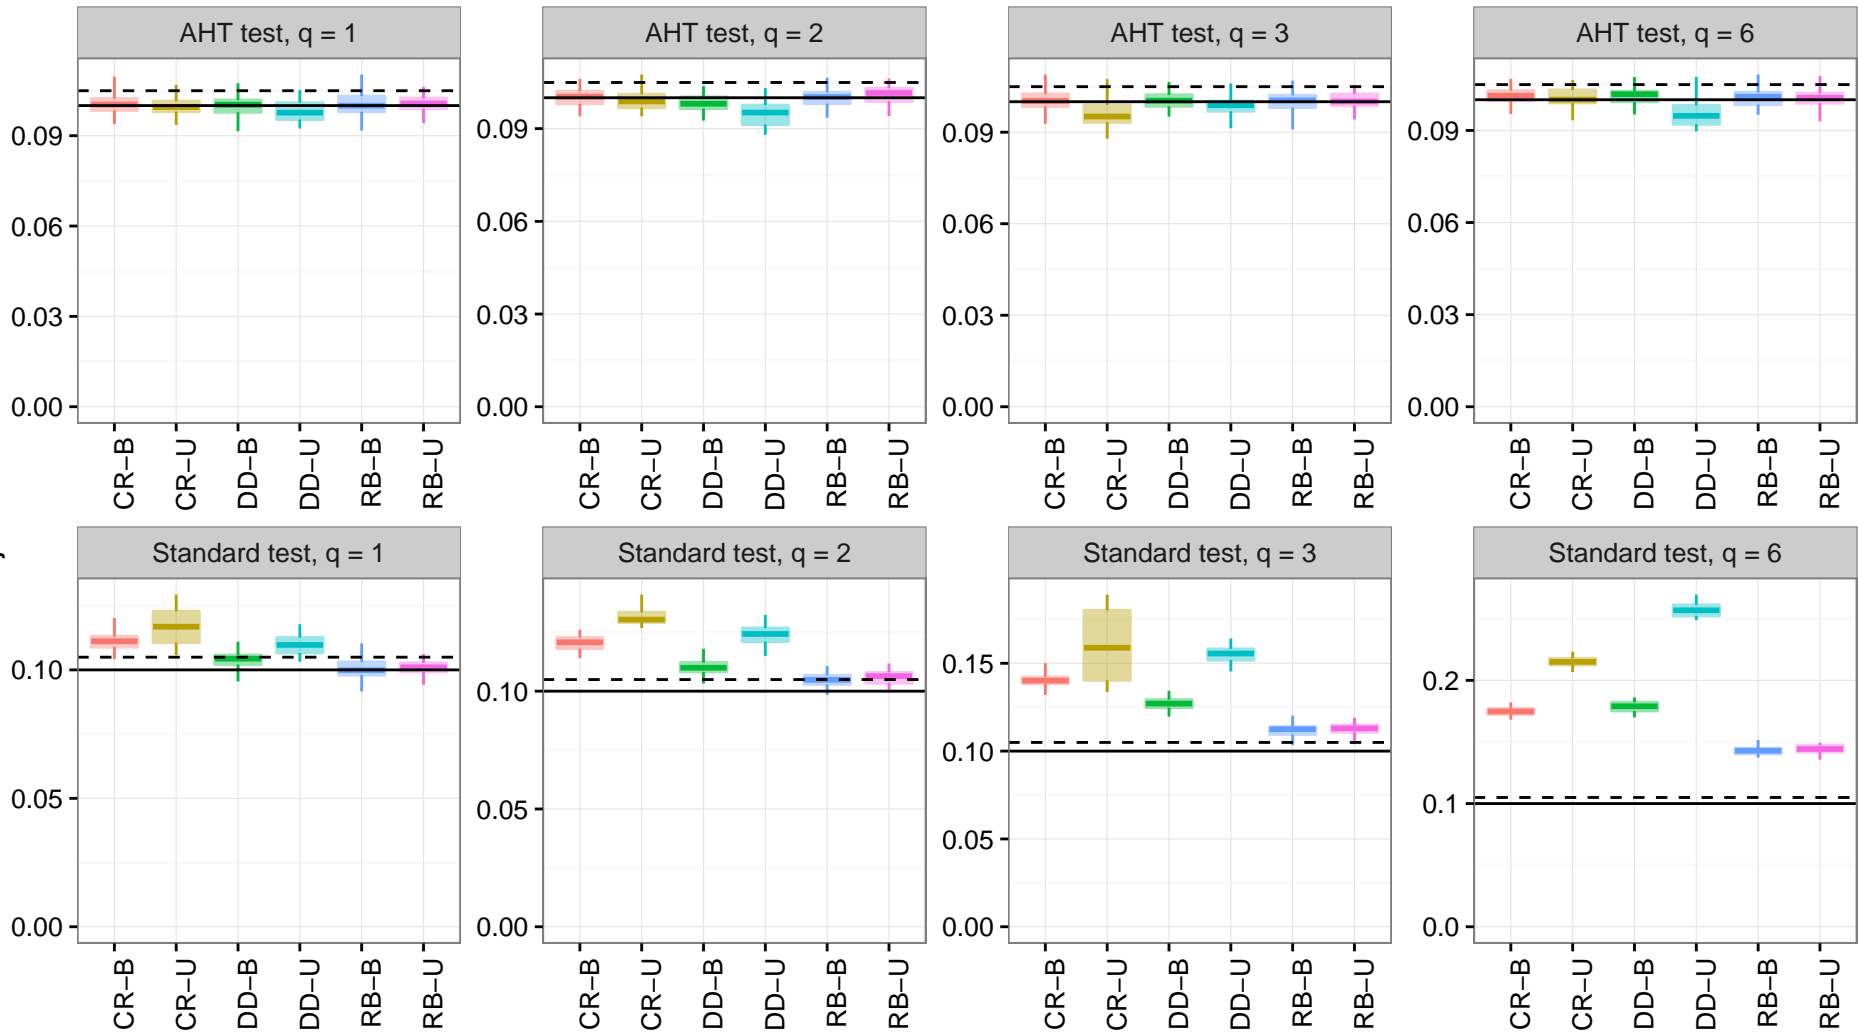 AHT test, q = 1
AHT test, q = 2
AHT test, q = 3
AHT test, q = 6
0.09
0.06
0.03
0.00
0.09
0.06
0.03
0.00
0.09
0.06
0.03
0.00
0.09
0.06
0.03
0.00
CR−B
CR−U
DD−B
DD−U
RB−B
RB−U
CR−B
CR−U
DD−B
DD−U
RB−B
RB−U
CR−B
CR−U
DD−B
DD−U
RB−B
RB−U
CR−B
CR−U
DD−B
DD−U
RB−B
RB−U
Standard test, q = 1
Standard test, q = 2
Standard test, q = 3
Standard test, q = 6
0.10
0.05
0.00
0.10
0.05
0.00
0.15
0.10
0.05
0.00
0.2
0.1
0.0
CR−B
CR−U
DD−B
DD−U
RB−B
RB−U
CR−B
CR−U
DD−B
DD−U
RB−B
RB−U
CR−B
CR−U
DD−B
DD−U
RB−B
RB−U
CR−B
CR−U
DD−B
DD−U
RB−B
RB−U